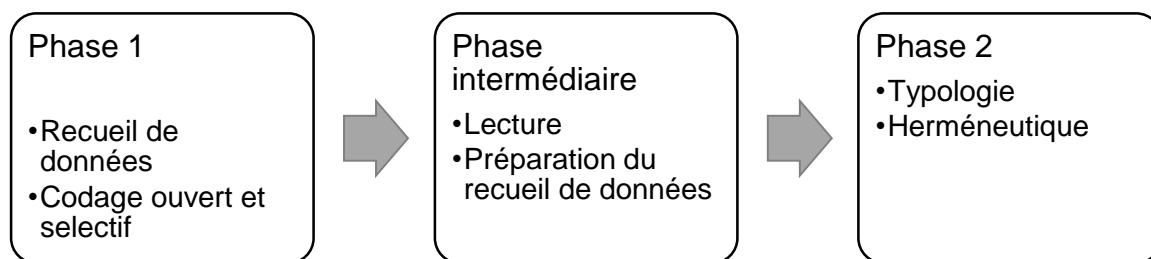 Phase 1
•Recueil de
données
•Codage ouvert et
selectif
Phase
intermédiaire
•Lecture
•Préparation du
recueil de données
Phase 2
•Typologie
•Herméneutique